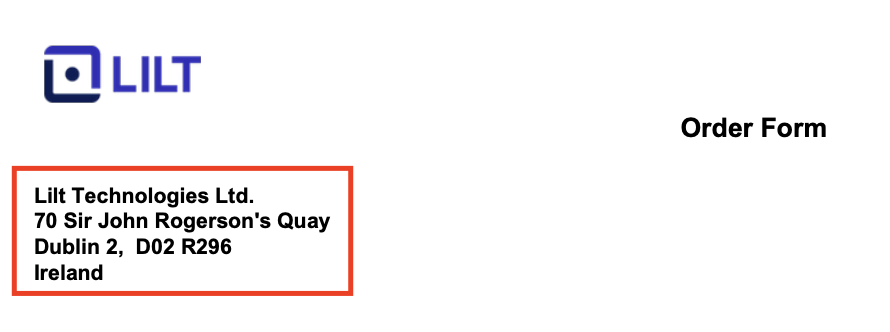 LILT
Order Form
Lilt Technologies Ltd.
70 Sir John Rogerson's Quay
Dublin 2,  D02 R296
Ireland